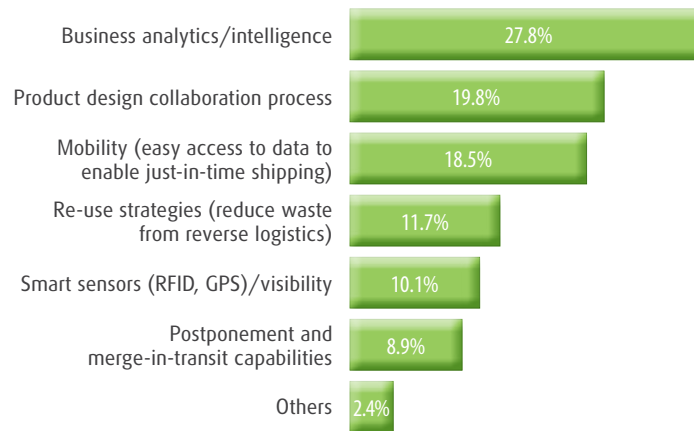 Business analytics/intelligence
27.8%
Product design collaboration process
19.8%
Mobility (easy access to data to
enable just-in-time shipping)
18.5%
Re-use strategies (reduce waste
from reverse logistics)
11.7%
Smart sensors (RFID, GPS)/visibility
10.1%
Postponement and
merge-in-transit capabilities
8.9%
Others
2.4%